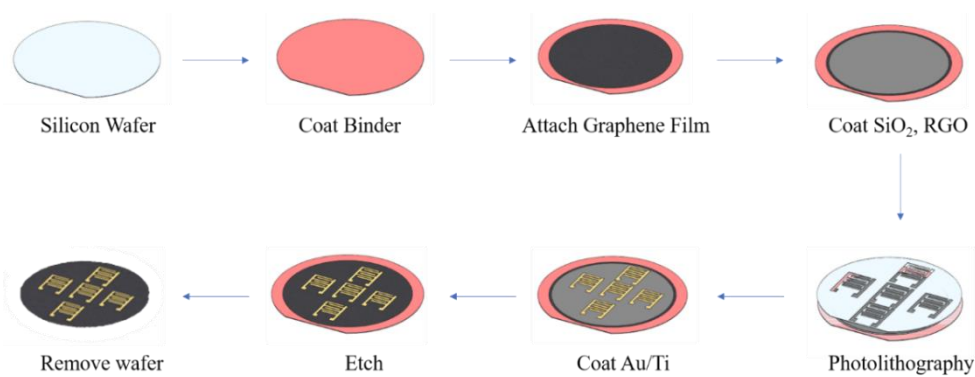 Silicon Wafer
Coat Binder
Attach Graphene Film
Coat SiO₂, RGO
Remove wafer
Etch
Coat Au/Ti
Photolithography